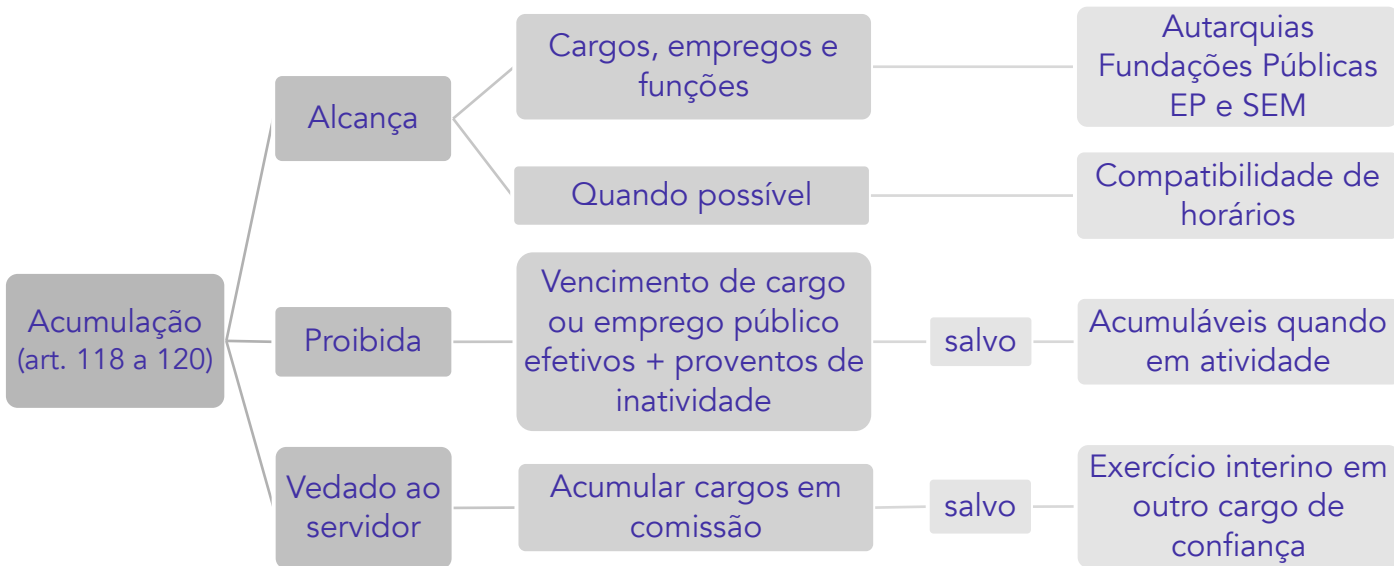 Acumulação
(art. 118 a 120)
Alcança
Cargos, empregos e
funções
Autarquias
Fundações Públicas
EP e SEM
Quando possível
Compatibilidade de
horários
Proibida
Vencimento de cargo
ou emprego público
efetivos + proventos de
inatividade
salvo
Acumuláveis quando
em atividade
Vedado ao
servidor
Acumular cargos em
comissão
salvo
Exercício interino em
outro cargo de
confiança